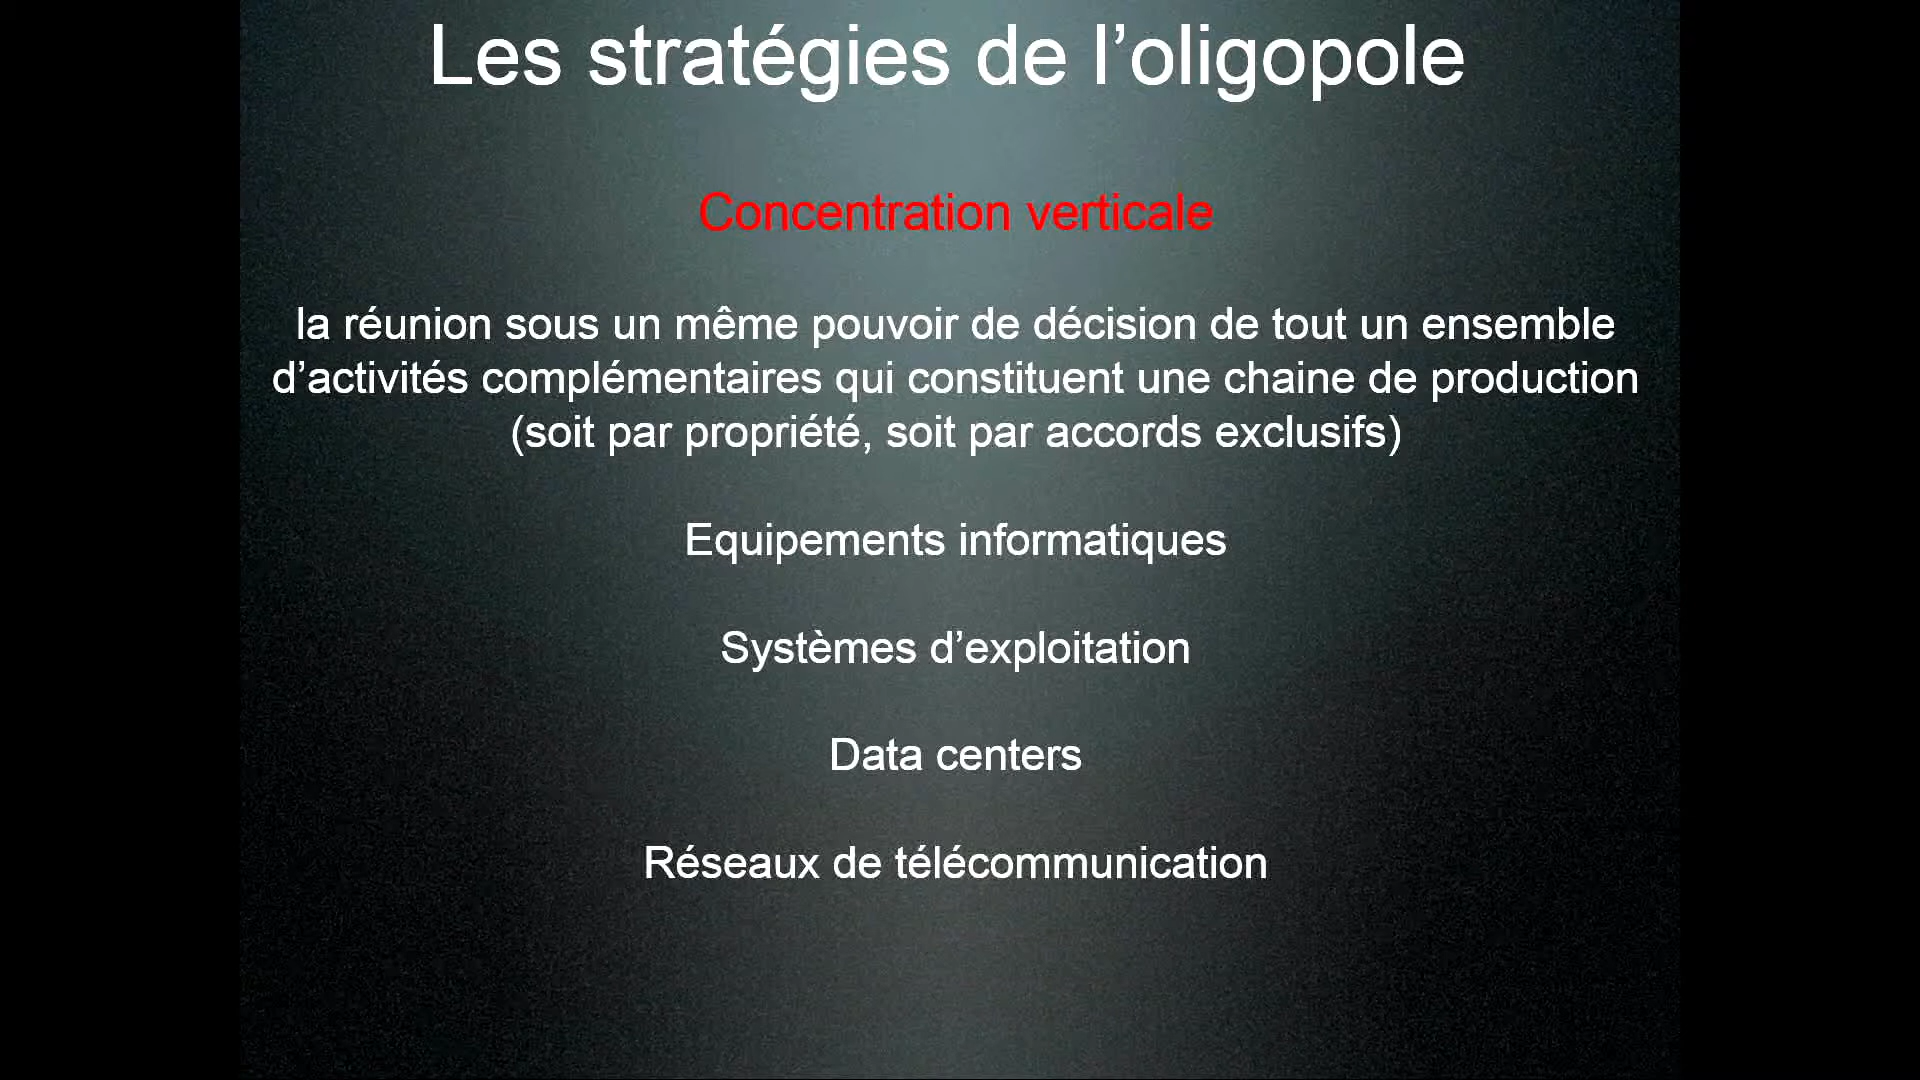 Les stratégies de l’oligopole
Concentration verticale
la réunion sous un même pouvoir de décision de tout un ensemble
d’activités complémentaires qui constituent une chaine de production
(soit par propriété, soit par accords exclusifs)
Equipements informatiques
Systèmes d’exploitation
Data centers
Réseaux de télécommunication